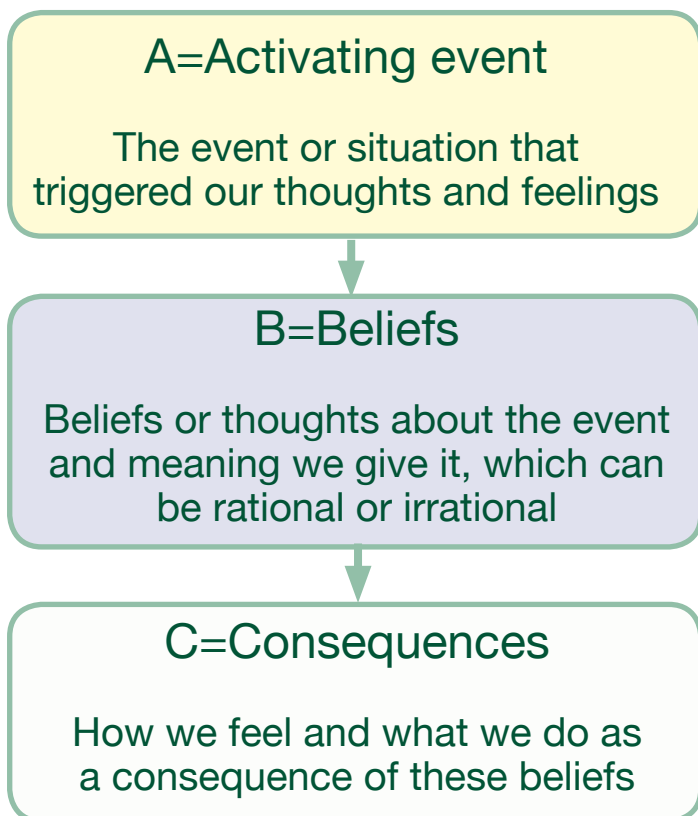 A=Activating event
The event or situation that
triggered our thoughts and feelings
B=Beliefs
Beliefs or thoughts about the event
and meaning we give it, which can
be rational or irrational
C=Consequences
How we feel and what we do as
a consequence of these beliefs